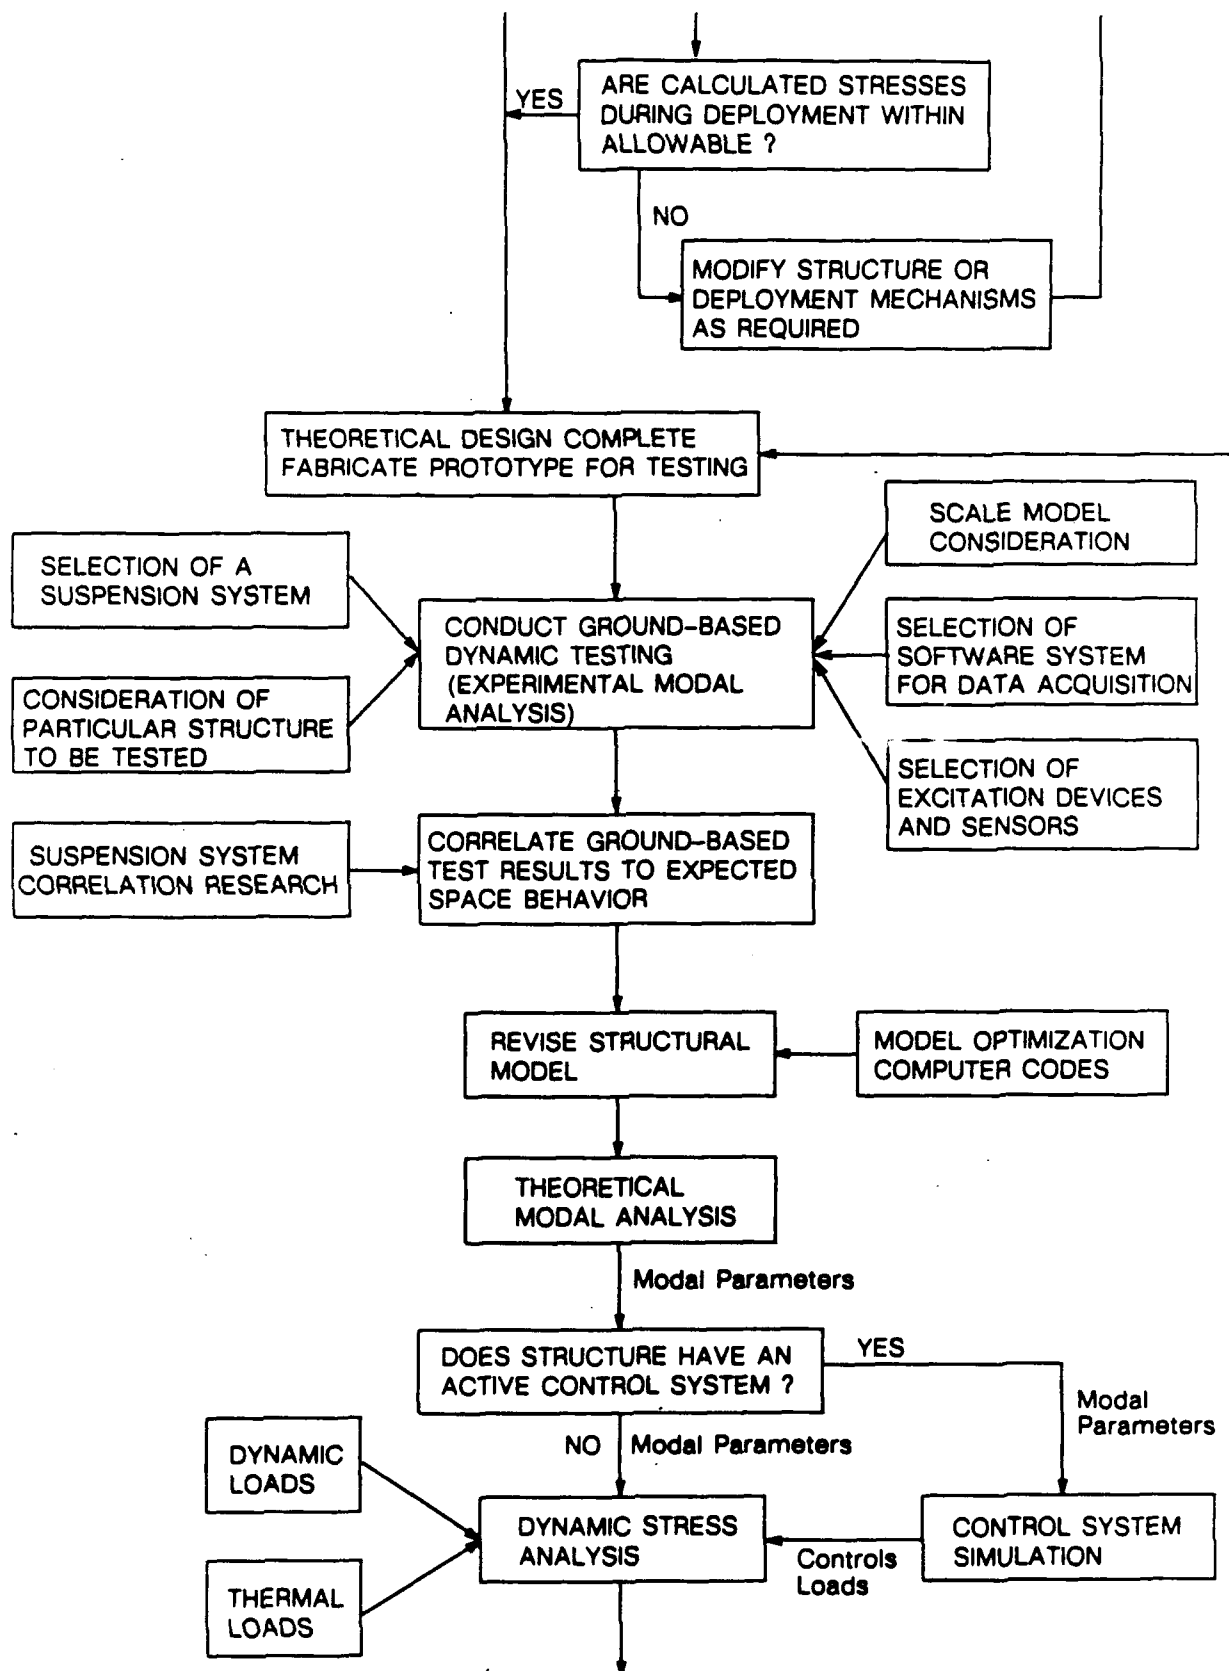 ARE CALCULATED STRESSES
DURING DEPLOYMENT WITHIN
ALLOWABLE ?
YES
NO
MODIFY STRUCTURE OR
DEPLOYMENT MECHANISMS
AS REQUIRED
THEORETICAL DESIGN COMPLETE
FABRICATE PROTOTYPE FOR TESTING
SCALE MODEL
CONSIDERATION
SELECTION OF A
SUSPENSION SYSTEM
CONDUCT GROUND-BASED
DYNAMIC TESTING
(EXPERIMENTAL MODAL
ANALYSIS)
SELECTION OF
SOFTWARE SYSTEM
FOR DATA ACQUISITION
CONSIDERATION OF
PARTICULAR STRUCTURE
TO BE TESTED
SELECTION OF
EXCITATION DEVICES
AND SENSORS
SUSPENSION SYSTEM
CORRELATION RESEARCH
CORRELATE GROUND-BASED
TEST RESULTS TO EXPECTED
SPACE BEHAVIOR
REVISE STRUCTURAL
MODEL
MODEL OPTIMIZATION
COMPUTER CODES
THEORETICAL
MODAL ANALYSIS
Modal Parameters
DOES STRUCTURE HAVE AN
ACTIVE CONTROL SYSTEM ?
YES
Modal
Parameters
NO
Modal Parameters
DYNAMIC
LOADS
DYNAMIC STRESS
ANALYSIS
Controls
Loads
CONTROL SYSTEM
SIMULATION
THERMAL
LOADS